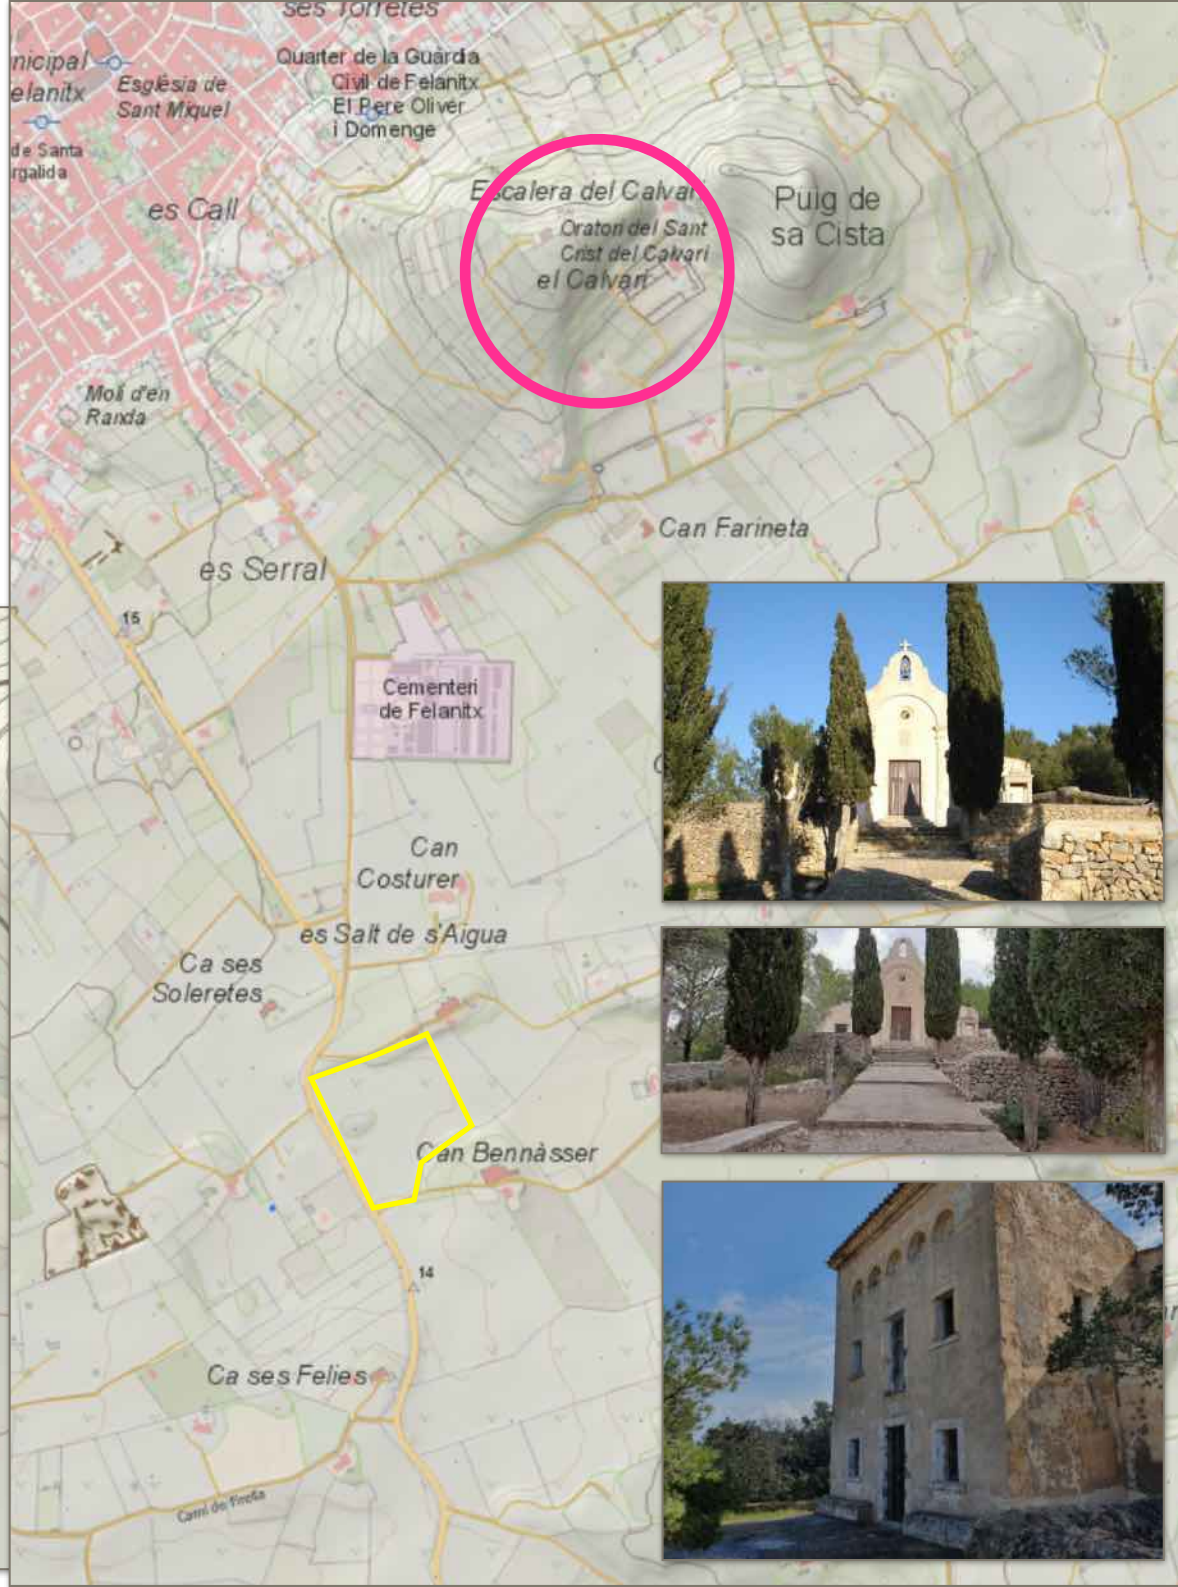 ses Torretes
nicipal
elanitx
Església de
Sant Miquel
Quarter de la Guàrdia
Civil de Felanitx
El Pere Oliver
i Domenge
de Santa
rgalida
es Call
Escalera del Calvari
Oratori del Sant
Crist del Calvari
el Calvari
Puig de
sa Cista
Molí d'en
Randa
Can Farineta
es Serral
15
Cementeri
de Felanitx
Can
Costurer
es Salt de s'Aigua
Ca ses
Soleretes
Can Bennàsser
14
Ca ses Felies